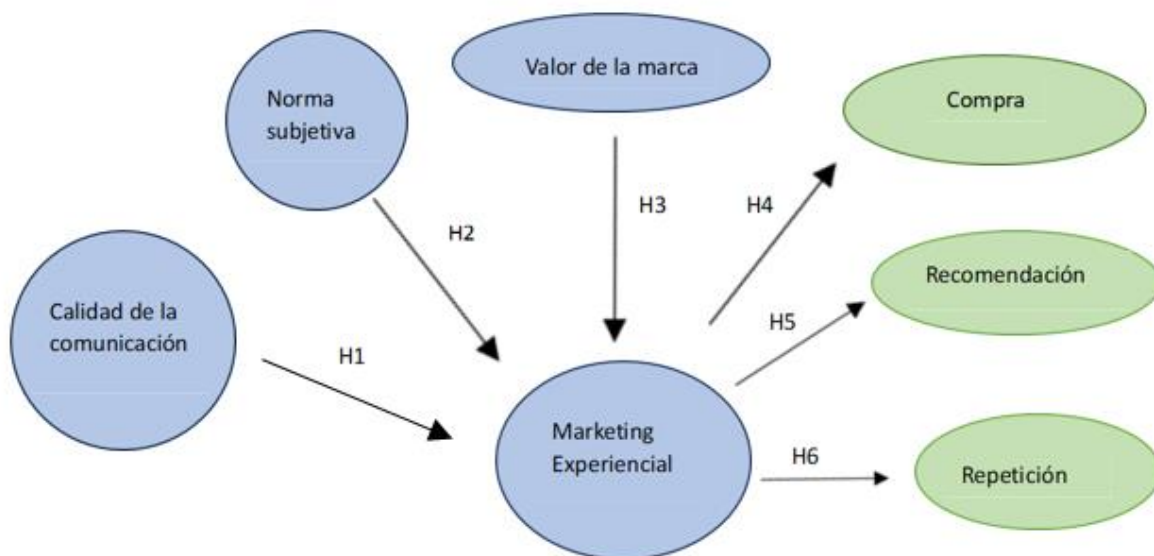 Valor de la marca
Norma
subjetiva
Compra
H2
H3
H4
Recomendación
Calidad de la
comunicación
H1
H5
Marketing
Experiencial
H6
Repetición